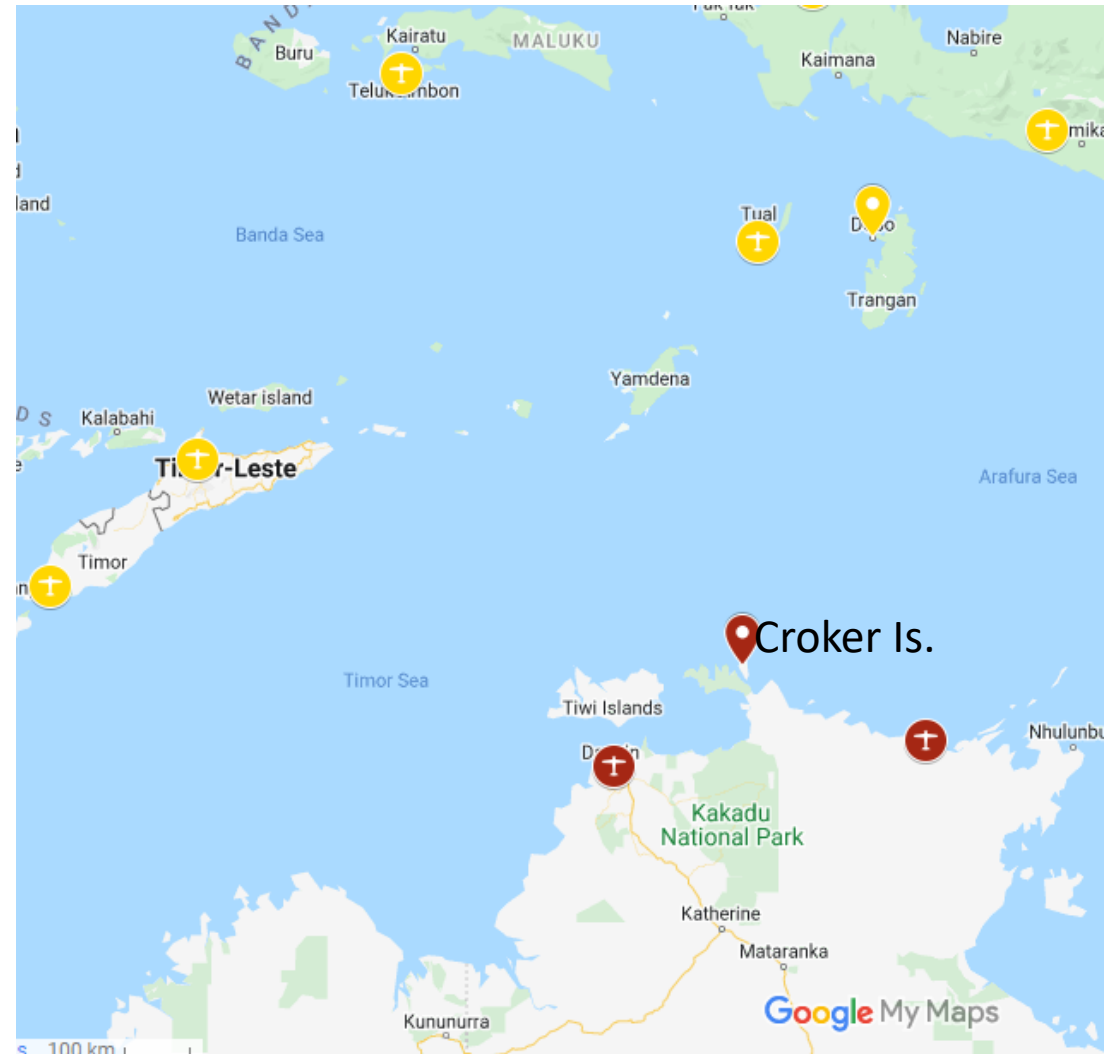 BAND
Buru
Kairatu
MALUKU
Nabire
Kaimana
Tual
Banda Sea
Trangan
Yamdena
Wetar island
D S
Kalabahi
Timor
Arafura Sea
Croker Is.
Timor Sea
Tiwi Islands
Nhulunbu
Kakadu
National Park
Katherine
Mataranka
Google My Maps
Kununurra
100 km